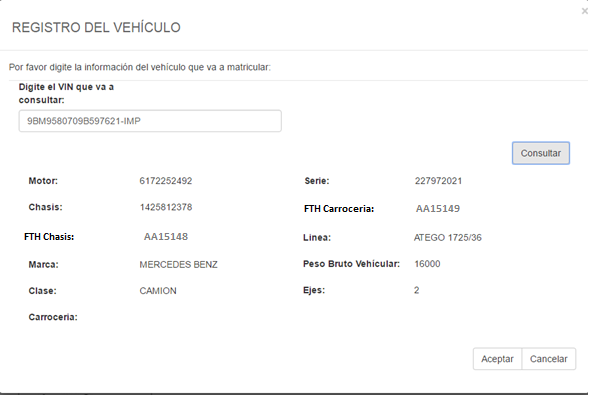 ×
REGISTRO DEL VEHÍCULO
Por favor digite la información del vehículo que va a matricular:
Digite el VIN que va a
consultar:
9BM9580709B597621-IMP
Consultar
Motor: 6172252492 Serie: 227972021
Chasis: 1425812378 FTH Carroceria: AA15149
FTH Chasis: AA15148 Linea: ATEGO 1725/36
Marca: MERCEDES BENZ Peso Bruto Vehicular: 16000
Clase: CAMION Ejes: 2
Carroceria:
Aceptar Cancelar